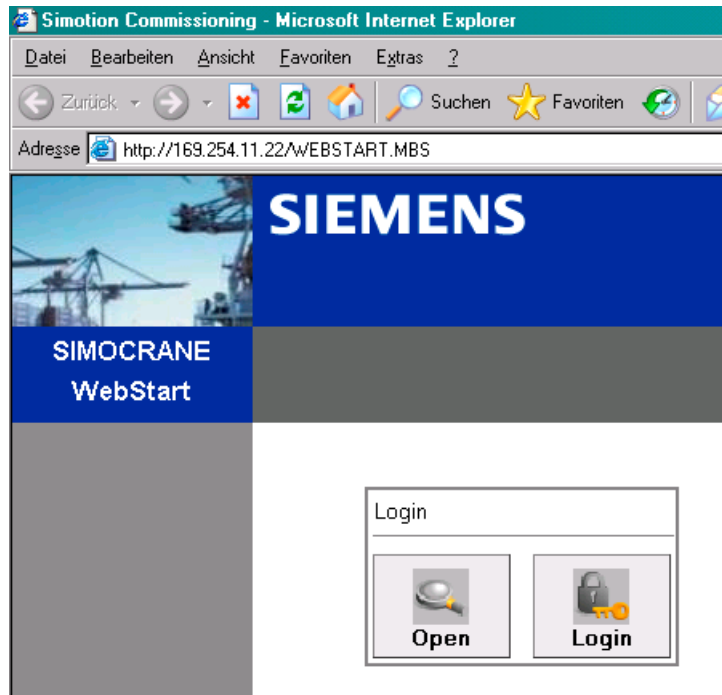 Simotion Commissioning - Microsoft Internet Explorer
Datei Bearbeiten Ansicht Favoriten Extras ?
Zurück Suchen Favoriten
Adresse http://169.254.11.22/WEBSTART.MBS
SIEMENS
SIMOCRANE
WebStart
Login
Open Login